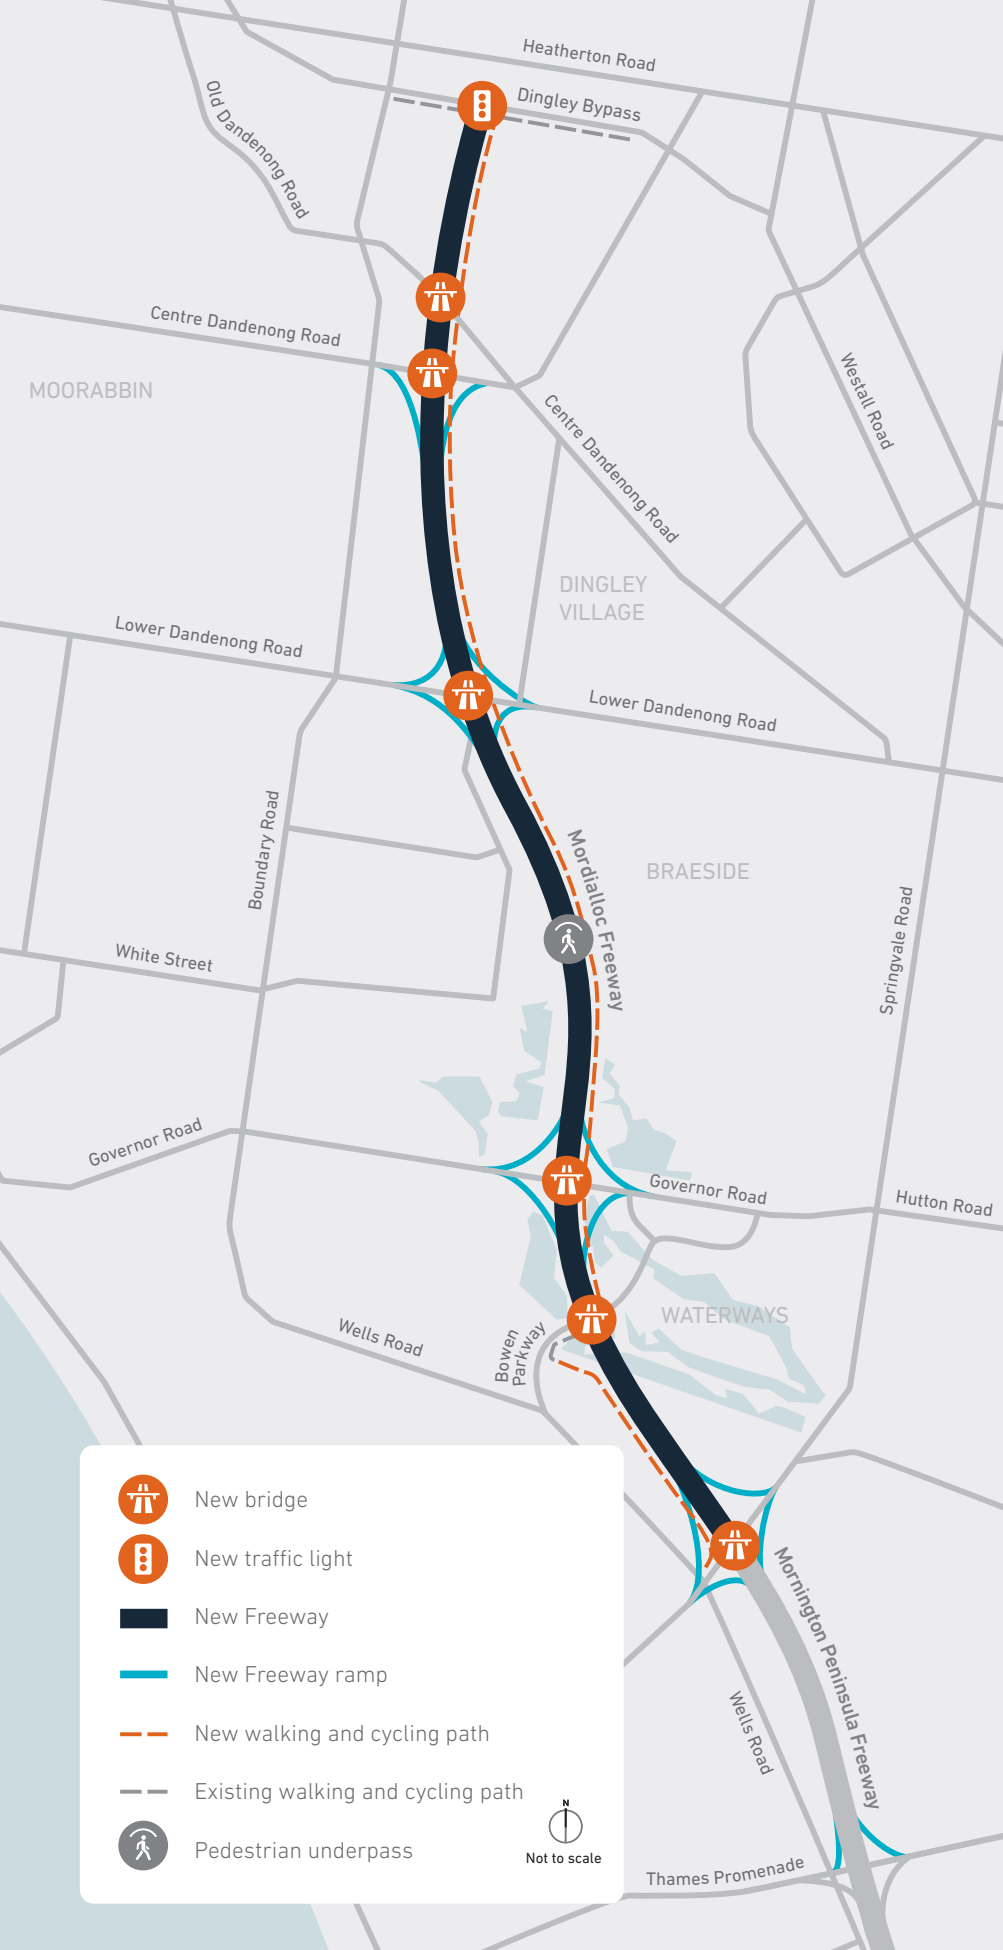 Heatherton Road
Dingley Bypass
Old Dandenong Road
Centre Dandenong Road
MOORABBIN
Westall Road
Centre Dandenong Road
DINGLEY
VILLAGE
Lower Dandenong Road
Lower Dandenong Road
Boundary Road
Mordialloc Freeway
BRAESIDE
Springvale Road
White Street
Governor Road
Governor Road
Hutton Road
WATERWAYS
Wells Road
Bowen
Parkway
Mornington Peninsula Freeway
Wells Road
Thames Promenade
New bridge
New traffic light
New Freeway
New Freeway ramp
New walking and cycling path
Existing walking and cycling path
Pedestrian underpass
N
Not to scale